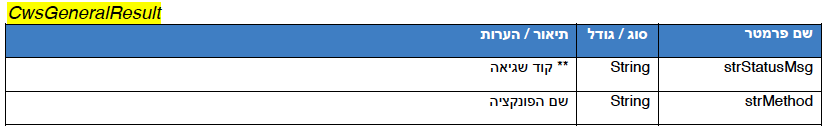 CwsGeneralResult
שם פרמטר סוג / גודל תיאור / הערות
strStatusMsg String ** קוד שגיאה
strMethod String שם הפונקציה